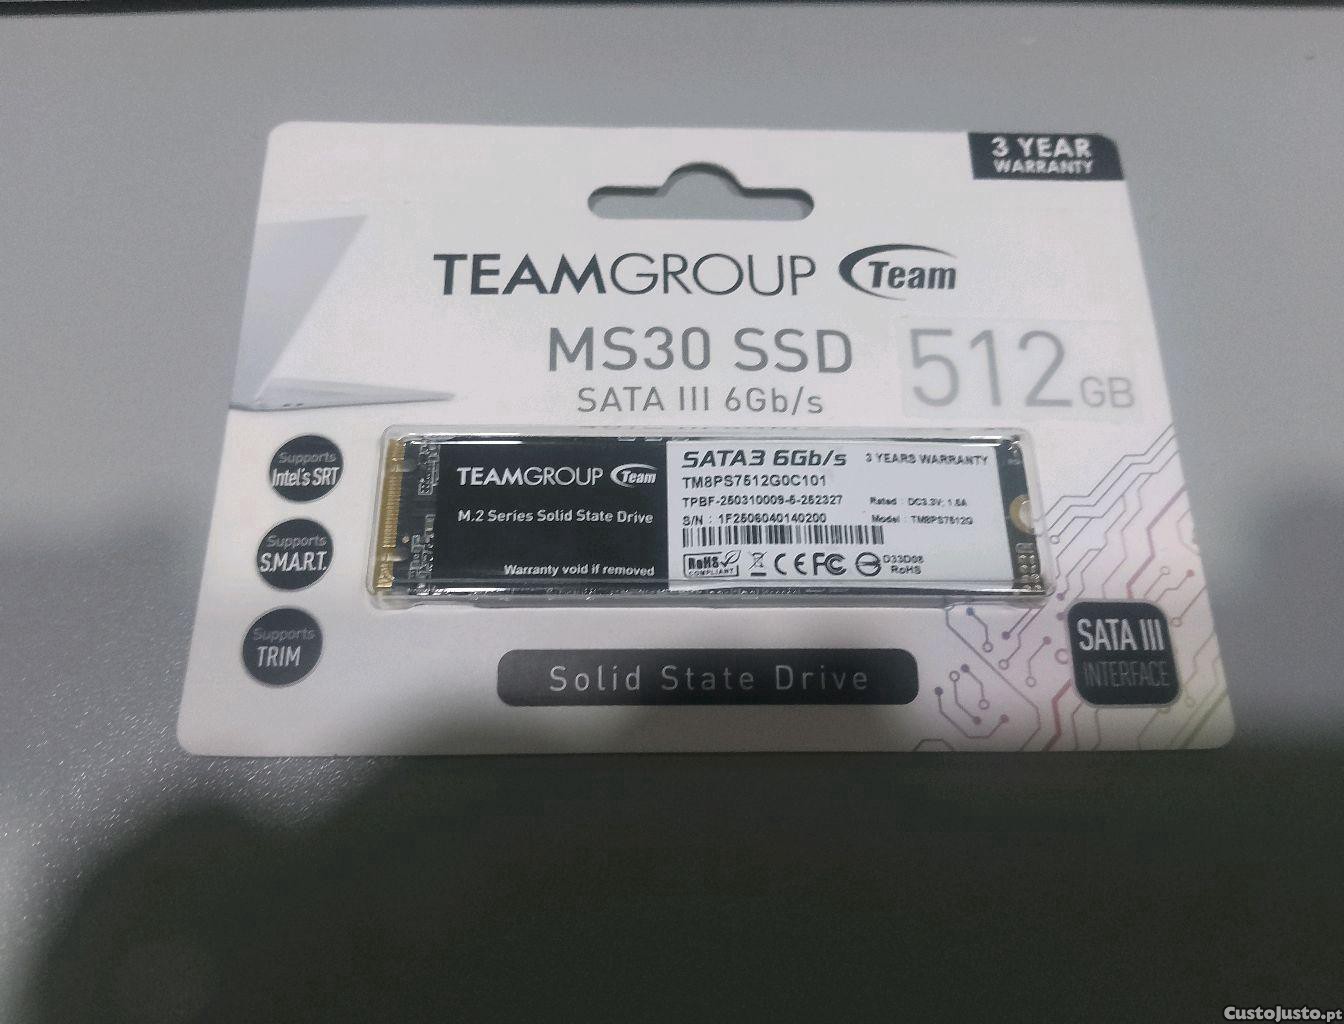 3 YEAR
WARRANTY
TEAMGROUP Team
MS30 SSD
SATA III 6Gb/s
512GB
Supports
Intel's SRT
Supports
S.M.A.R.T.
Supports
TRIM
TEAMGROUP Team
M.2 Series Solid State Drive
Warranty void if removed
SATA3 6Gb/s 3 YEARS WARRANTY
TM8PS7512G0C101
TPBF-250310009-5-252327 Rated : DC3.3V; 1.5A
S/N : 1F2506040140200 Model : TM8PS7512G
RoHS
COMPLIANT
CE FC
D33D08
RoHS
SATA III
INTERFACE
Solid State Drive
CustoJusto.pt